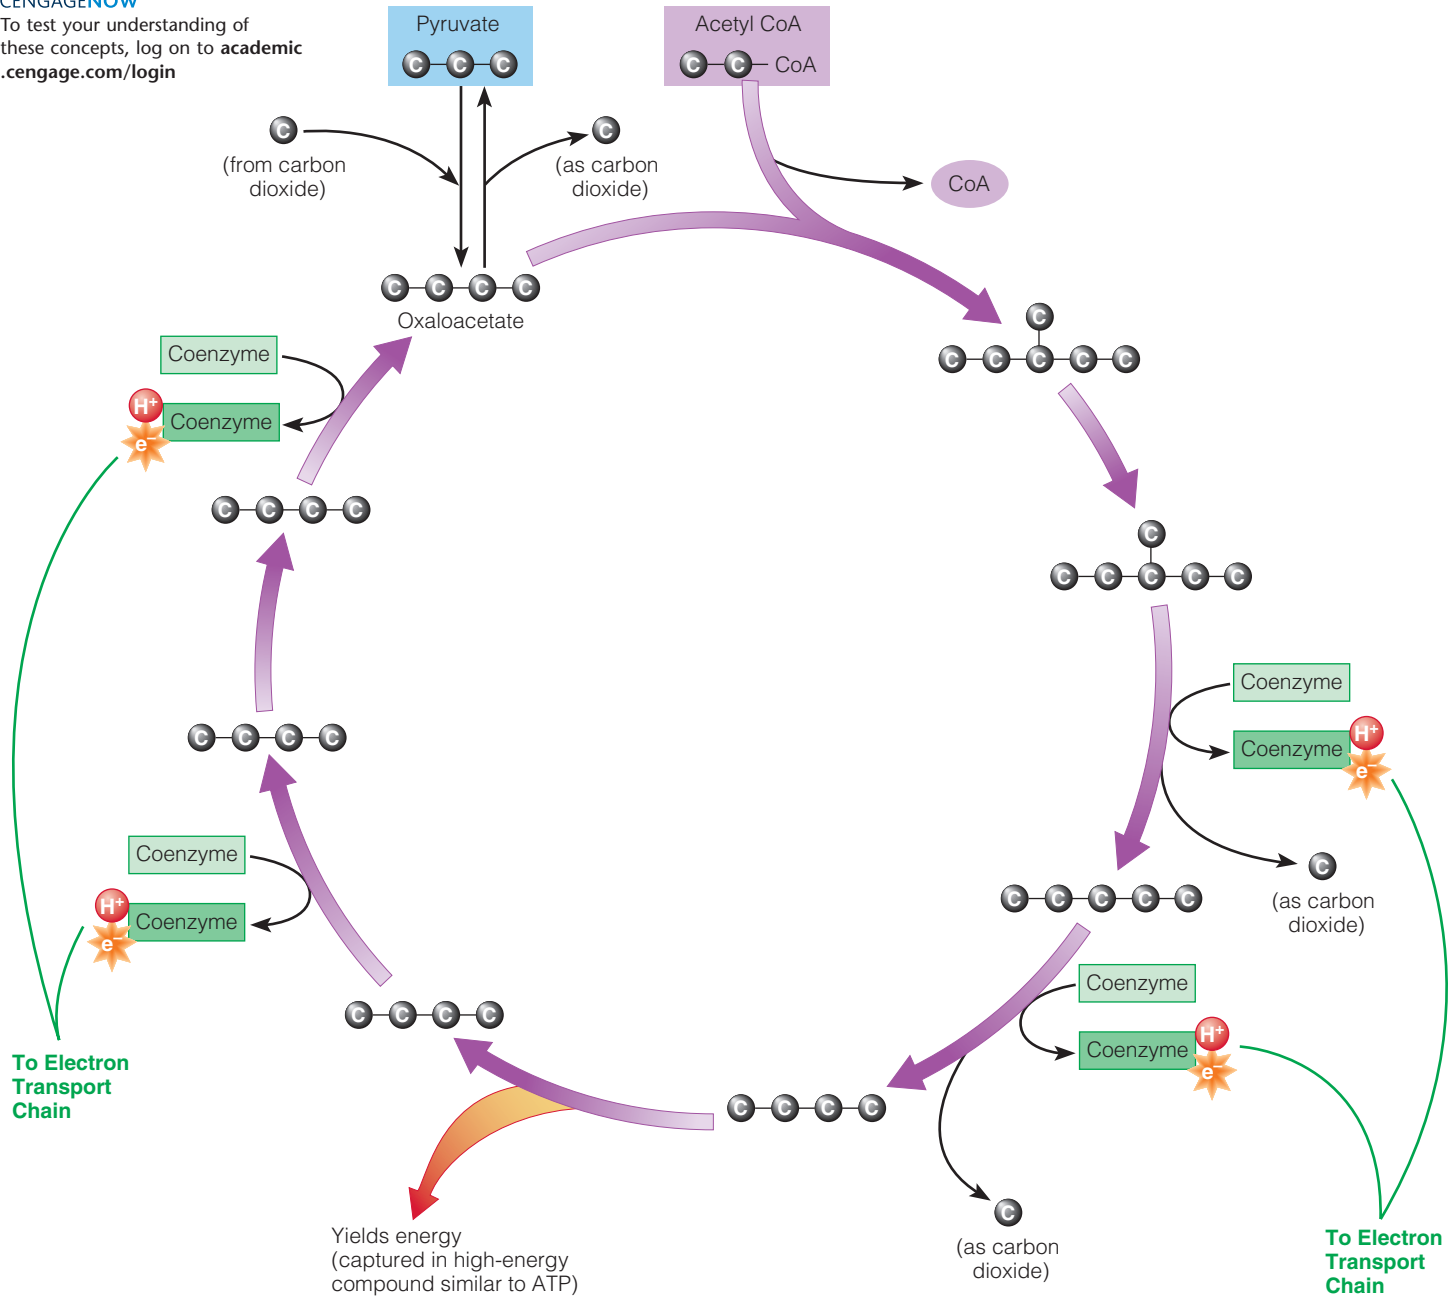 CENGAGENOW
To test your understanding of
these concepts, log on to academic
.cengage.com/login
Pyruvate
C C C
Acetyl CoA
C C CoA
C
(from carbon
dioxide)
C
(as carbon
dioxide)
CoA
C C C C
Oxaloacetate
C
C C C C C
Coenzyme
H+
Coenzyme
e−
C C C C
C
C C C C C
Coenzyme
H+
Coenzyme
e−
C
(as carbon
dioxide)
C C C C
C C C C C
Coenzyme
H+
Coenzyme
e−
Coenzyme
H+
Coenzyme
e−
C C C C
C C C C
To Electron
Transport
Chain
C
(as carbon
dioxide)
Yields energy
(captured in high-energy
compound similar to ATP)
To Electron
Transport
Chain